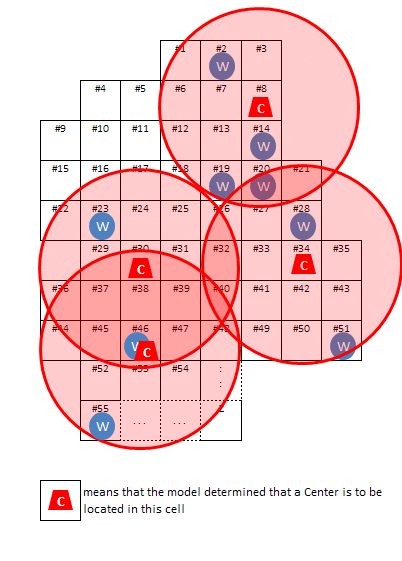 #1 #2 #3
W
#4 #5 #6 #7 #8
C
#9 #10 #11 #12 #13 #14
W
#15 #16 #17 #18 #19 #20 #21
W W
#22 #23 #24 #25 #26 #27 #28
W W
#29 #30 #31 #32 #33 #34 #35
C C
#36 #37 #38 #39 #40 #41 #42 #43
#44 #45 #46 #47 #48 #49 #50 #51
W C W
#52 #53 #54 :
:
#55
W ... ...
C means that the model determined that a Center is to be
located in this cell